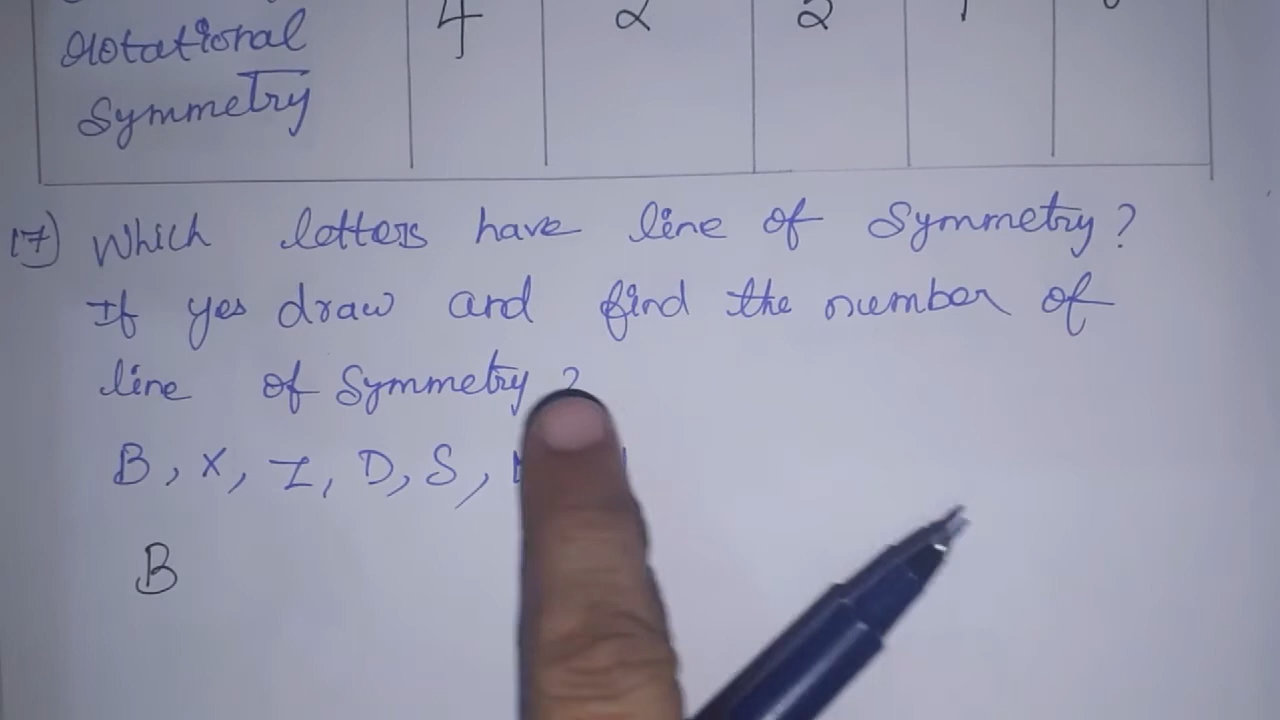 Rotational 4 2 2 1
Symmetry
17) Which letters have line of Symmetry?
If yes draw and find the number of
line of Symmetry?
B, X, I, D, S,
B